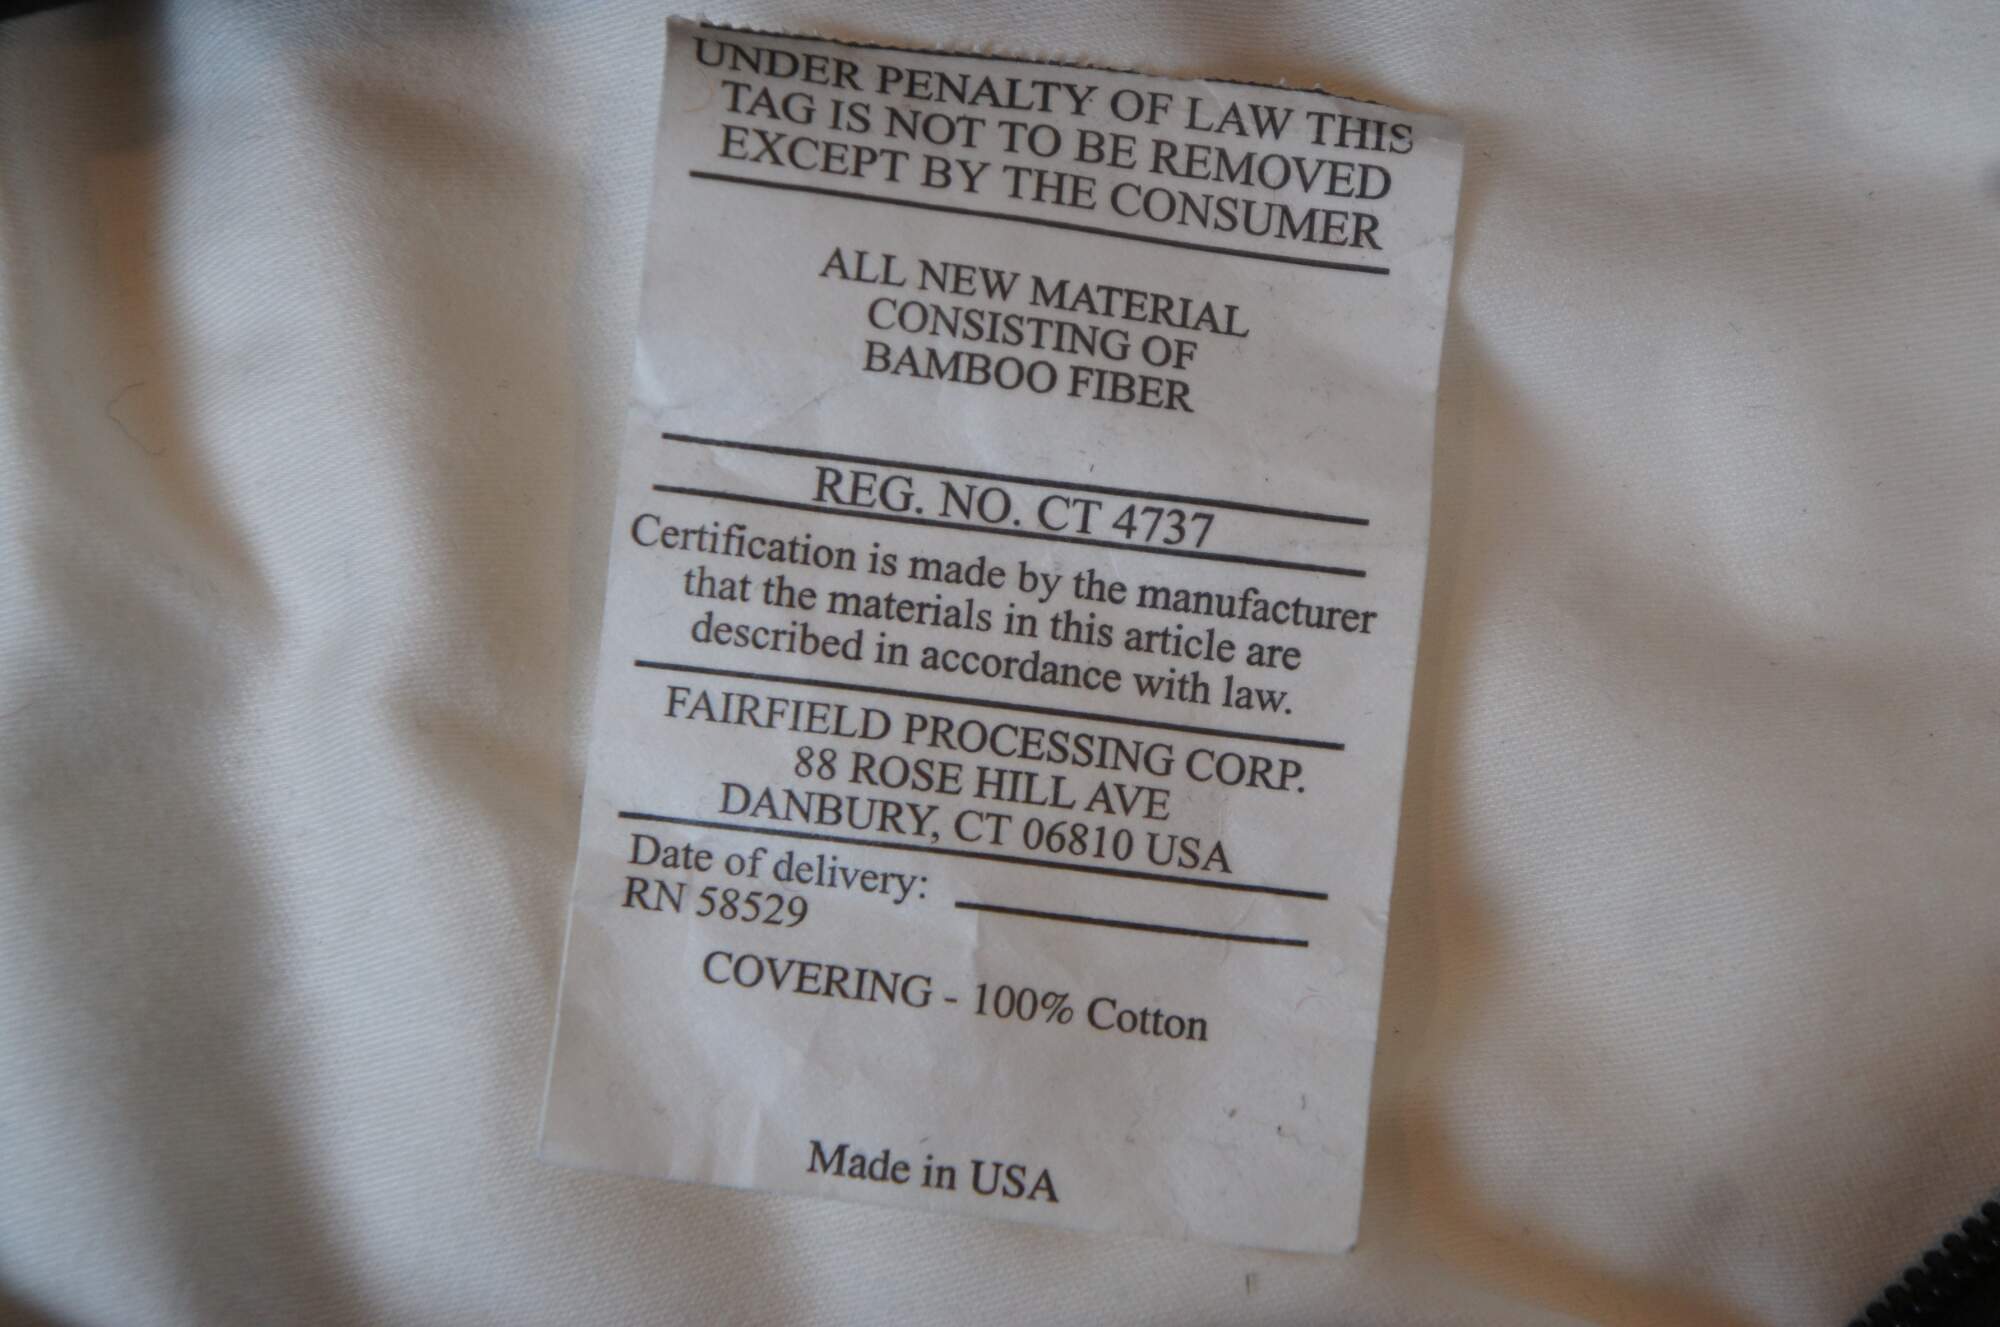 UNDER PENALTY OF LAW THIS
TAG IS NOT TO BE REMOVED
EXCEPT BY THE CONSUMER
ALL NEW MATERIAL
CONSISTING OF
BAMBOO FIBER
REG. NO. CT 4737
Certification is made by the manufacturer
that the materials in this article are
described in accordance with law.
FAIRFIELD PROCESSING CORP.
88 ROSE HILL AVE
DANBURY, CT 06810 USA
Date of delivery:
RN 58529
COVERING - 100% Cotton
Made in USA